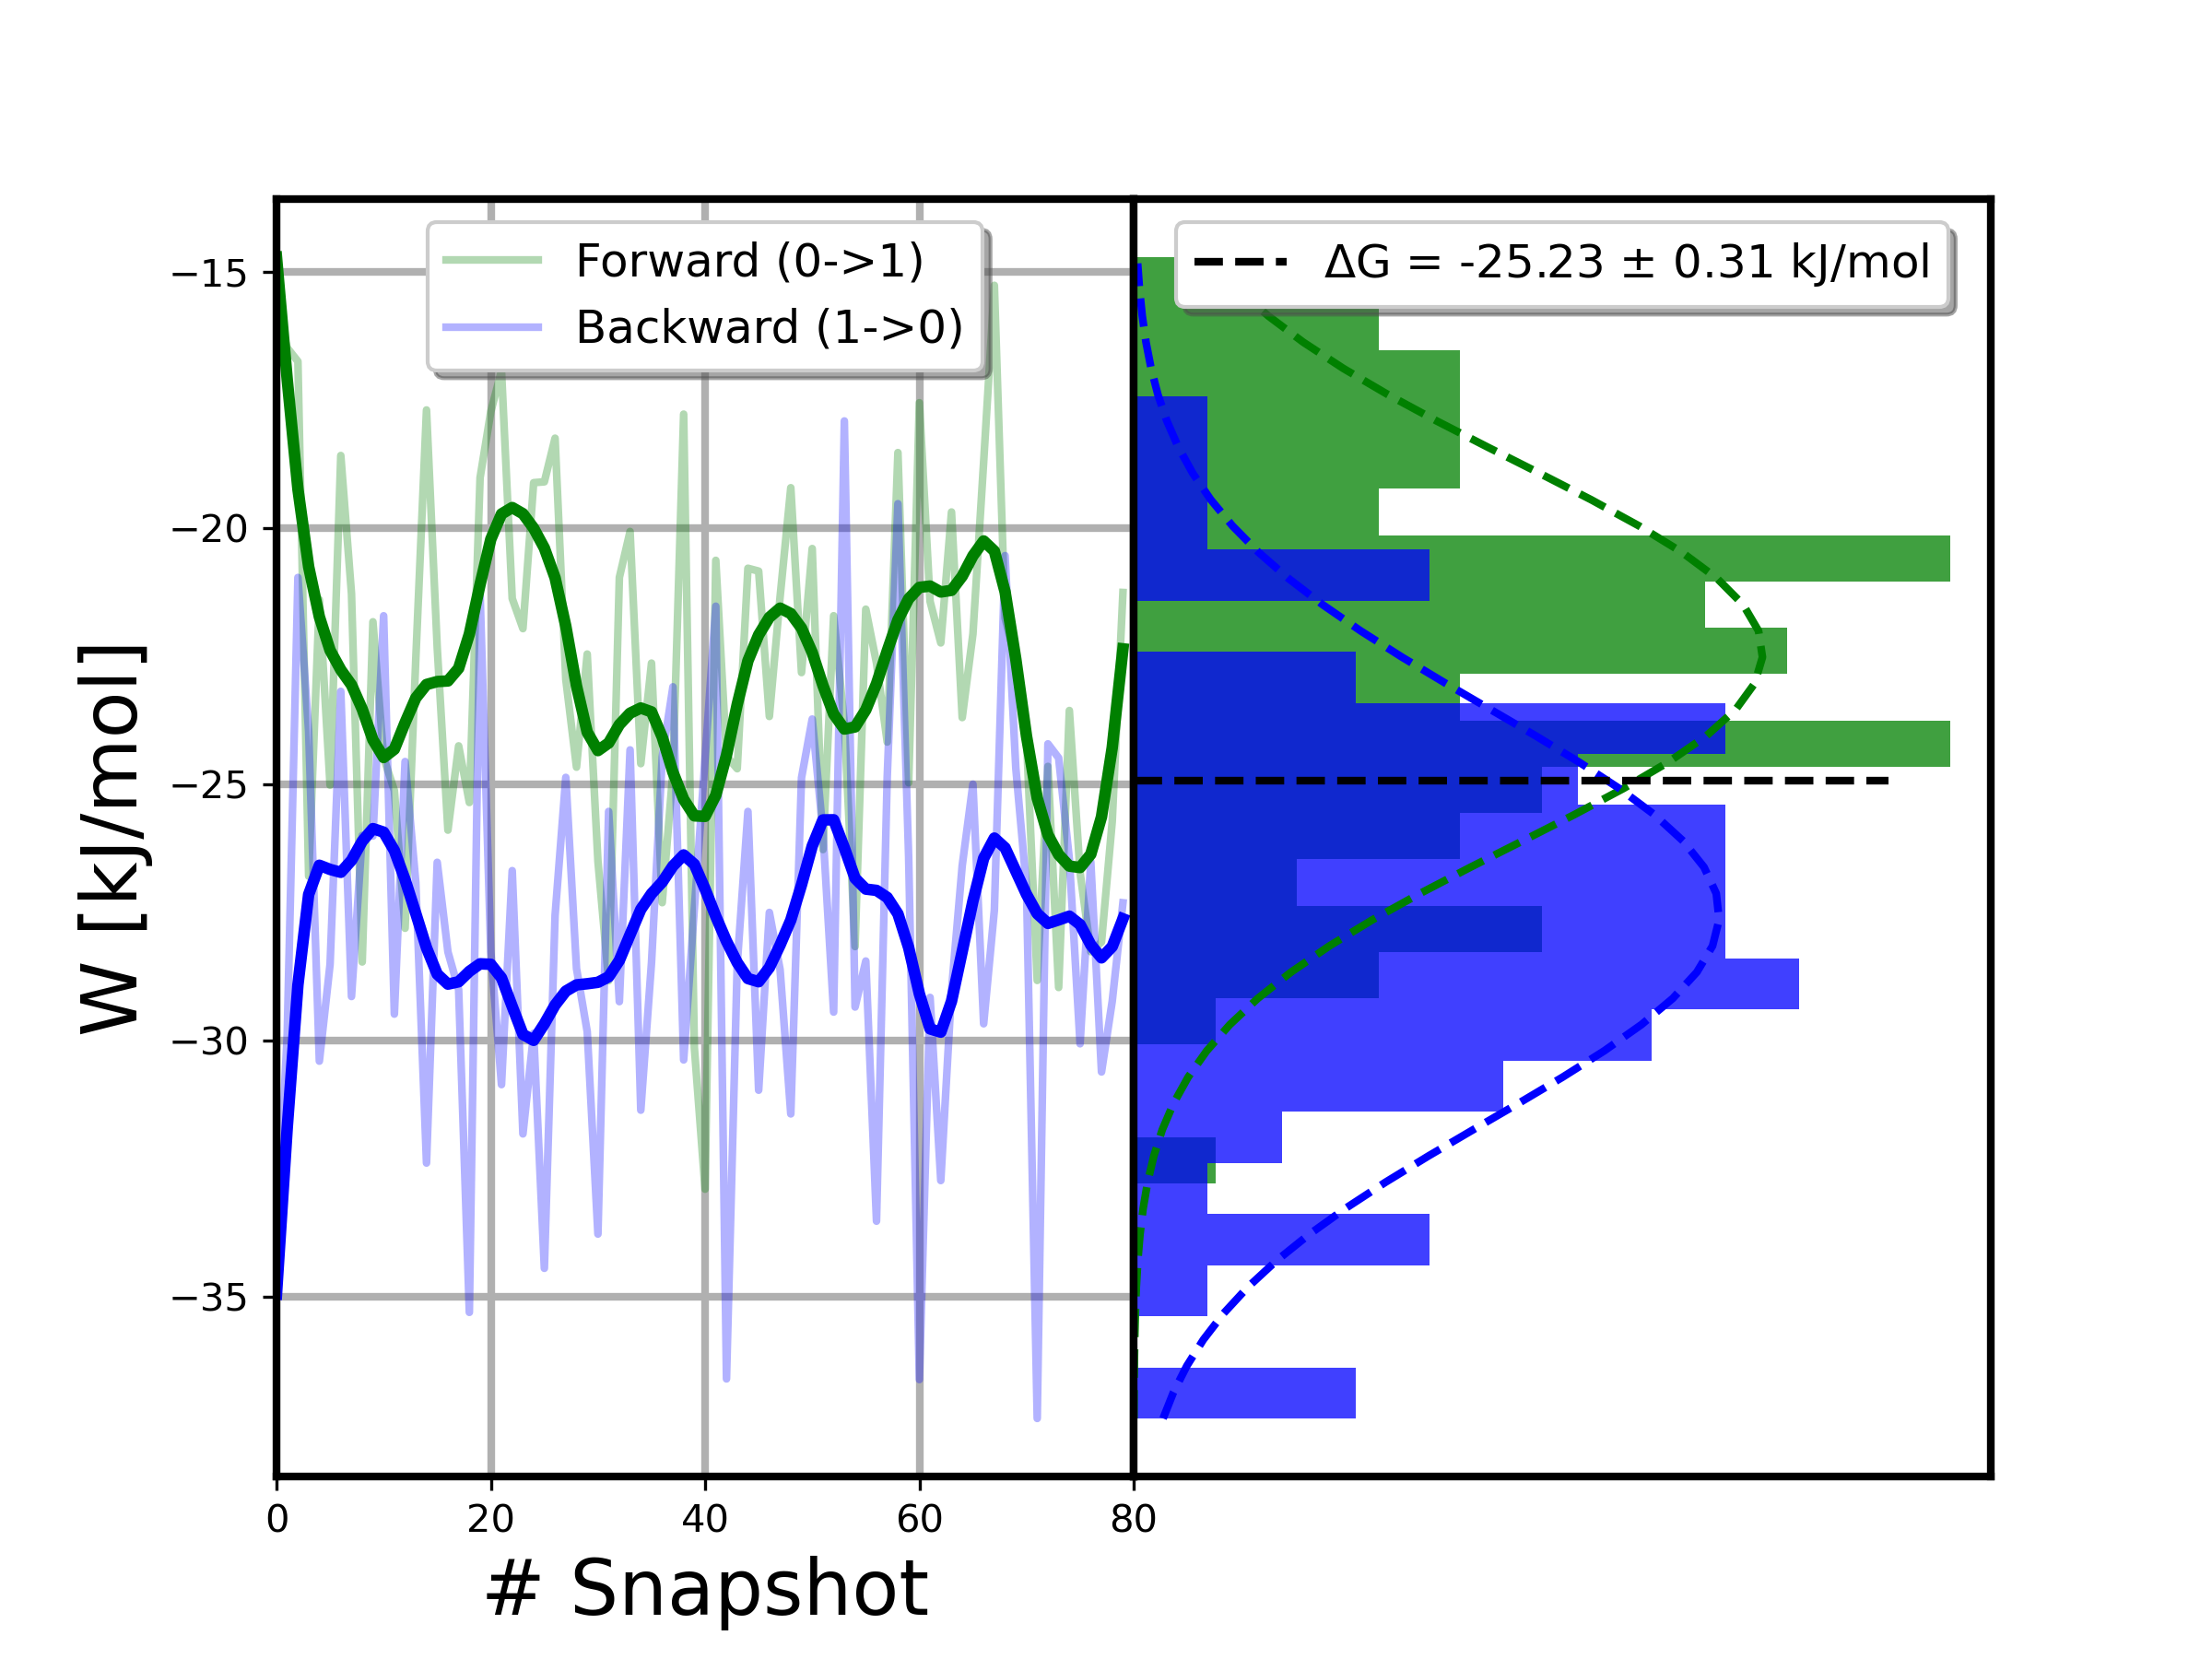 Forward (0->1)
Backward (1->0)
ΔG = -25.23 ± 0.31 kJ/mol
W [kJ/mol]
−15
−20
−25
−30
−35
0 20 40 60 80
# Snapshot